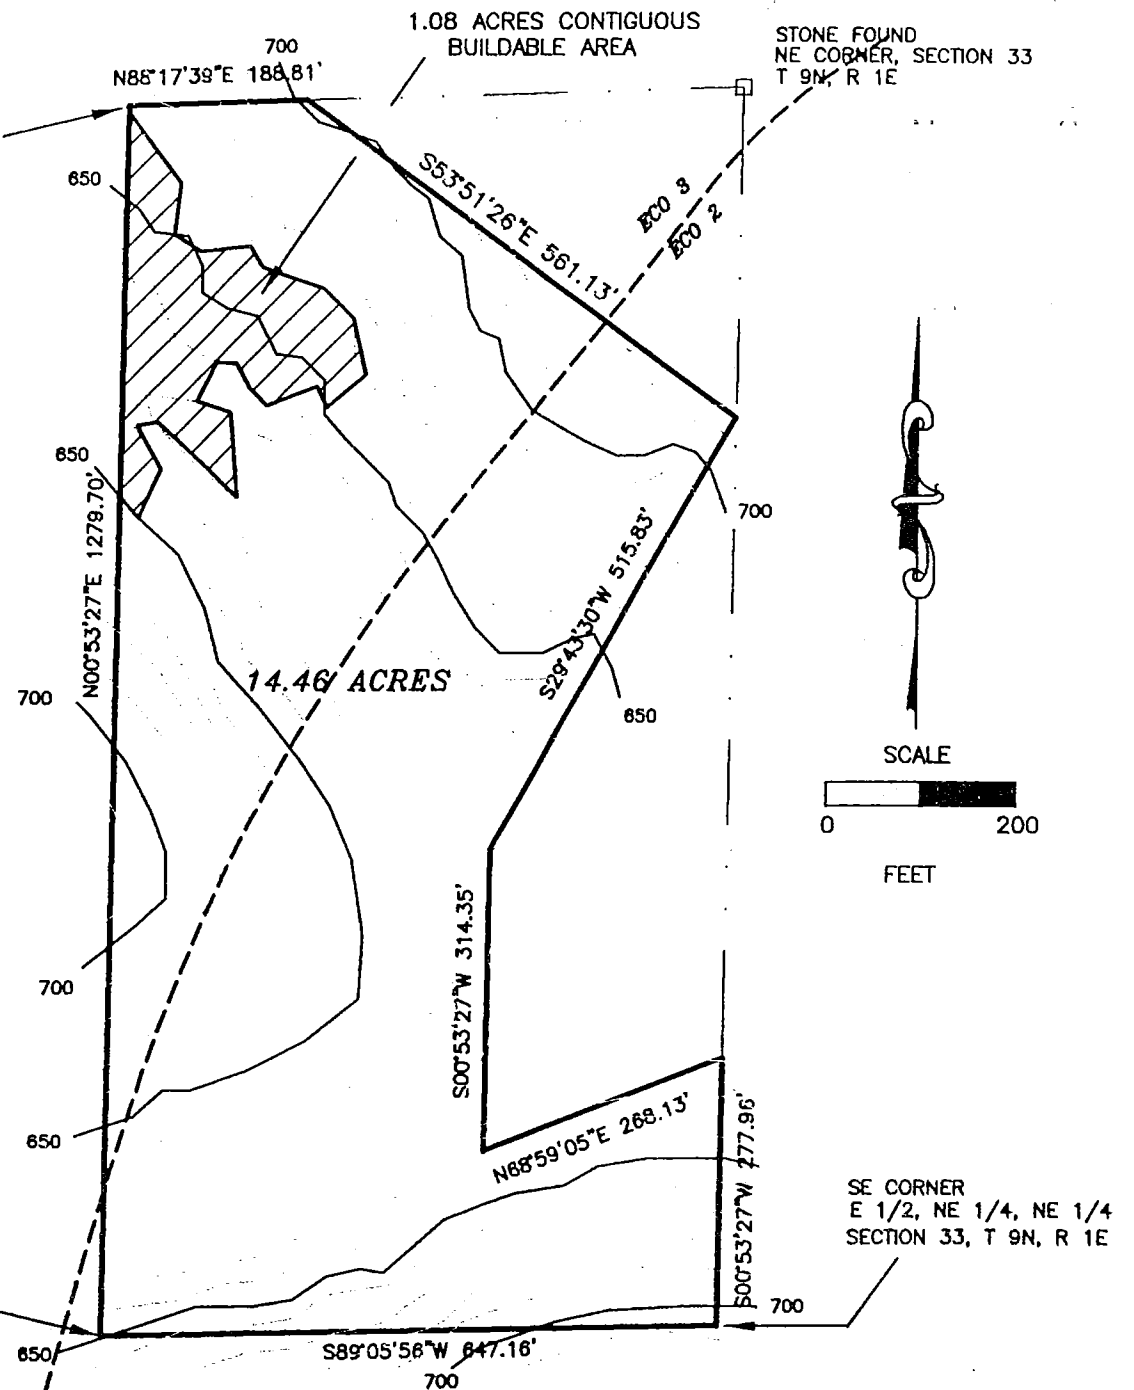 1.08 ACRES CONTIGUOUS
BUILDABLE AREA
STONE FOUND
NE CORNER, SECTION 33
T 9N, R 1E
700
N88°17'39"E 188.81'
650
S53°51'26"E 561.13'
ECO 3
ECO 2
650
700
N00°53'27"E 1279.70'
S29°43'30"W 515.83'
14.46 ACRES
700
650
SCALE
0 200
FEET
S00°53'27"W 314.35'
700
N68°59'05"E 268.13'
650
S00°53'27"W 277.96'
SE CORNER
E 1/2, NE 1/4, NE 1/4
SECTION 33, T 9N, R 1E
700
650
S89°05'56"W 647.16'
700